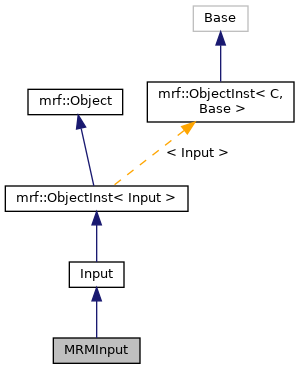 Base
mrf::Object
mrf::ObjectInst< C,
Base >
< Input >
mrf::ObjectInst< Input >
Input
MRMInput